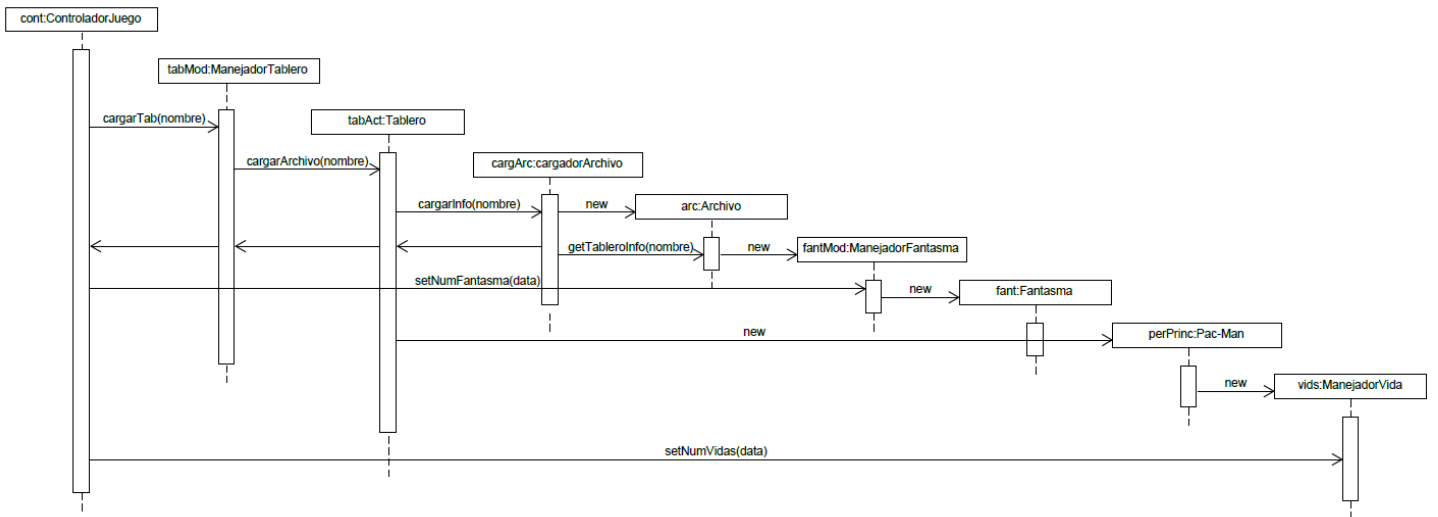 cont:ControladorJuego
tabMod:ManejadorTablero
cargarTab(nombre)
tabAct:Tablero
cargarArchivo(nombre)
cargArc:cargadorArchivo
cargarInfo(nombre)
new
arc:Archivo
getTableroInfo(nombre)
new
fantMod:ManejadorFantasma
setNumFantasma(data)
new
fant:Fantasma
new
perPrinc:Pac-Man
new
vids:ManejadorVida
setNumVidas(data)